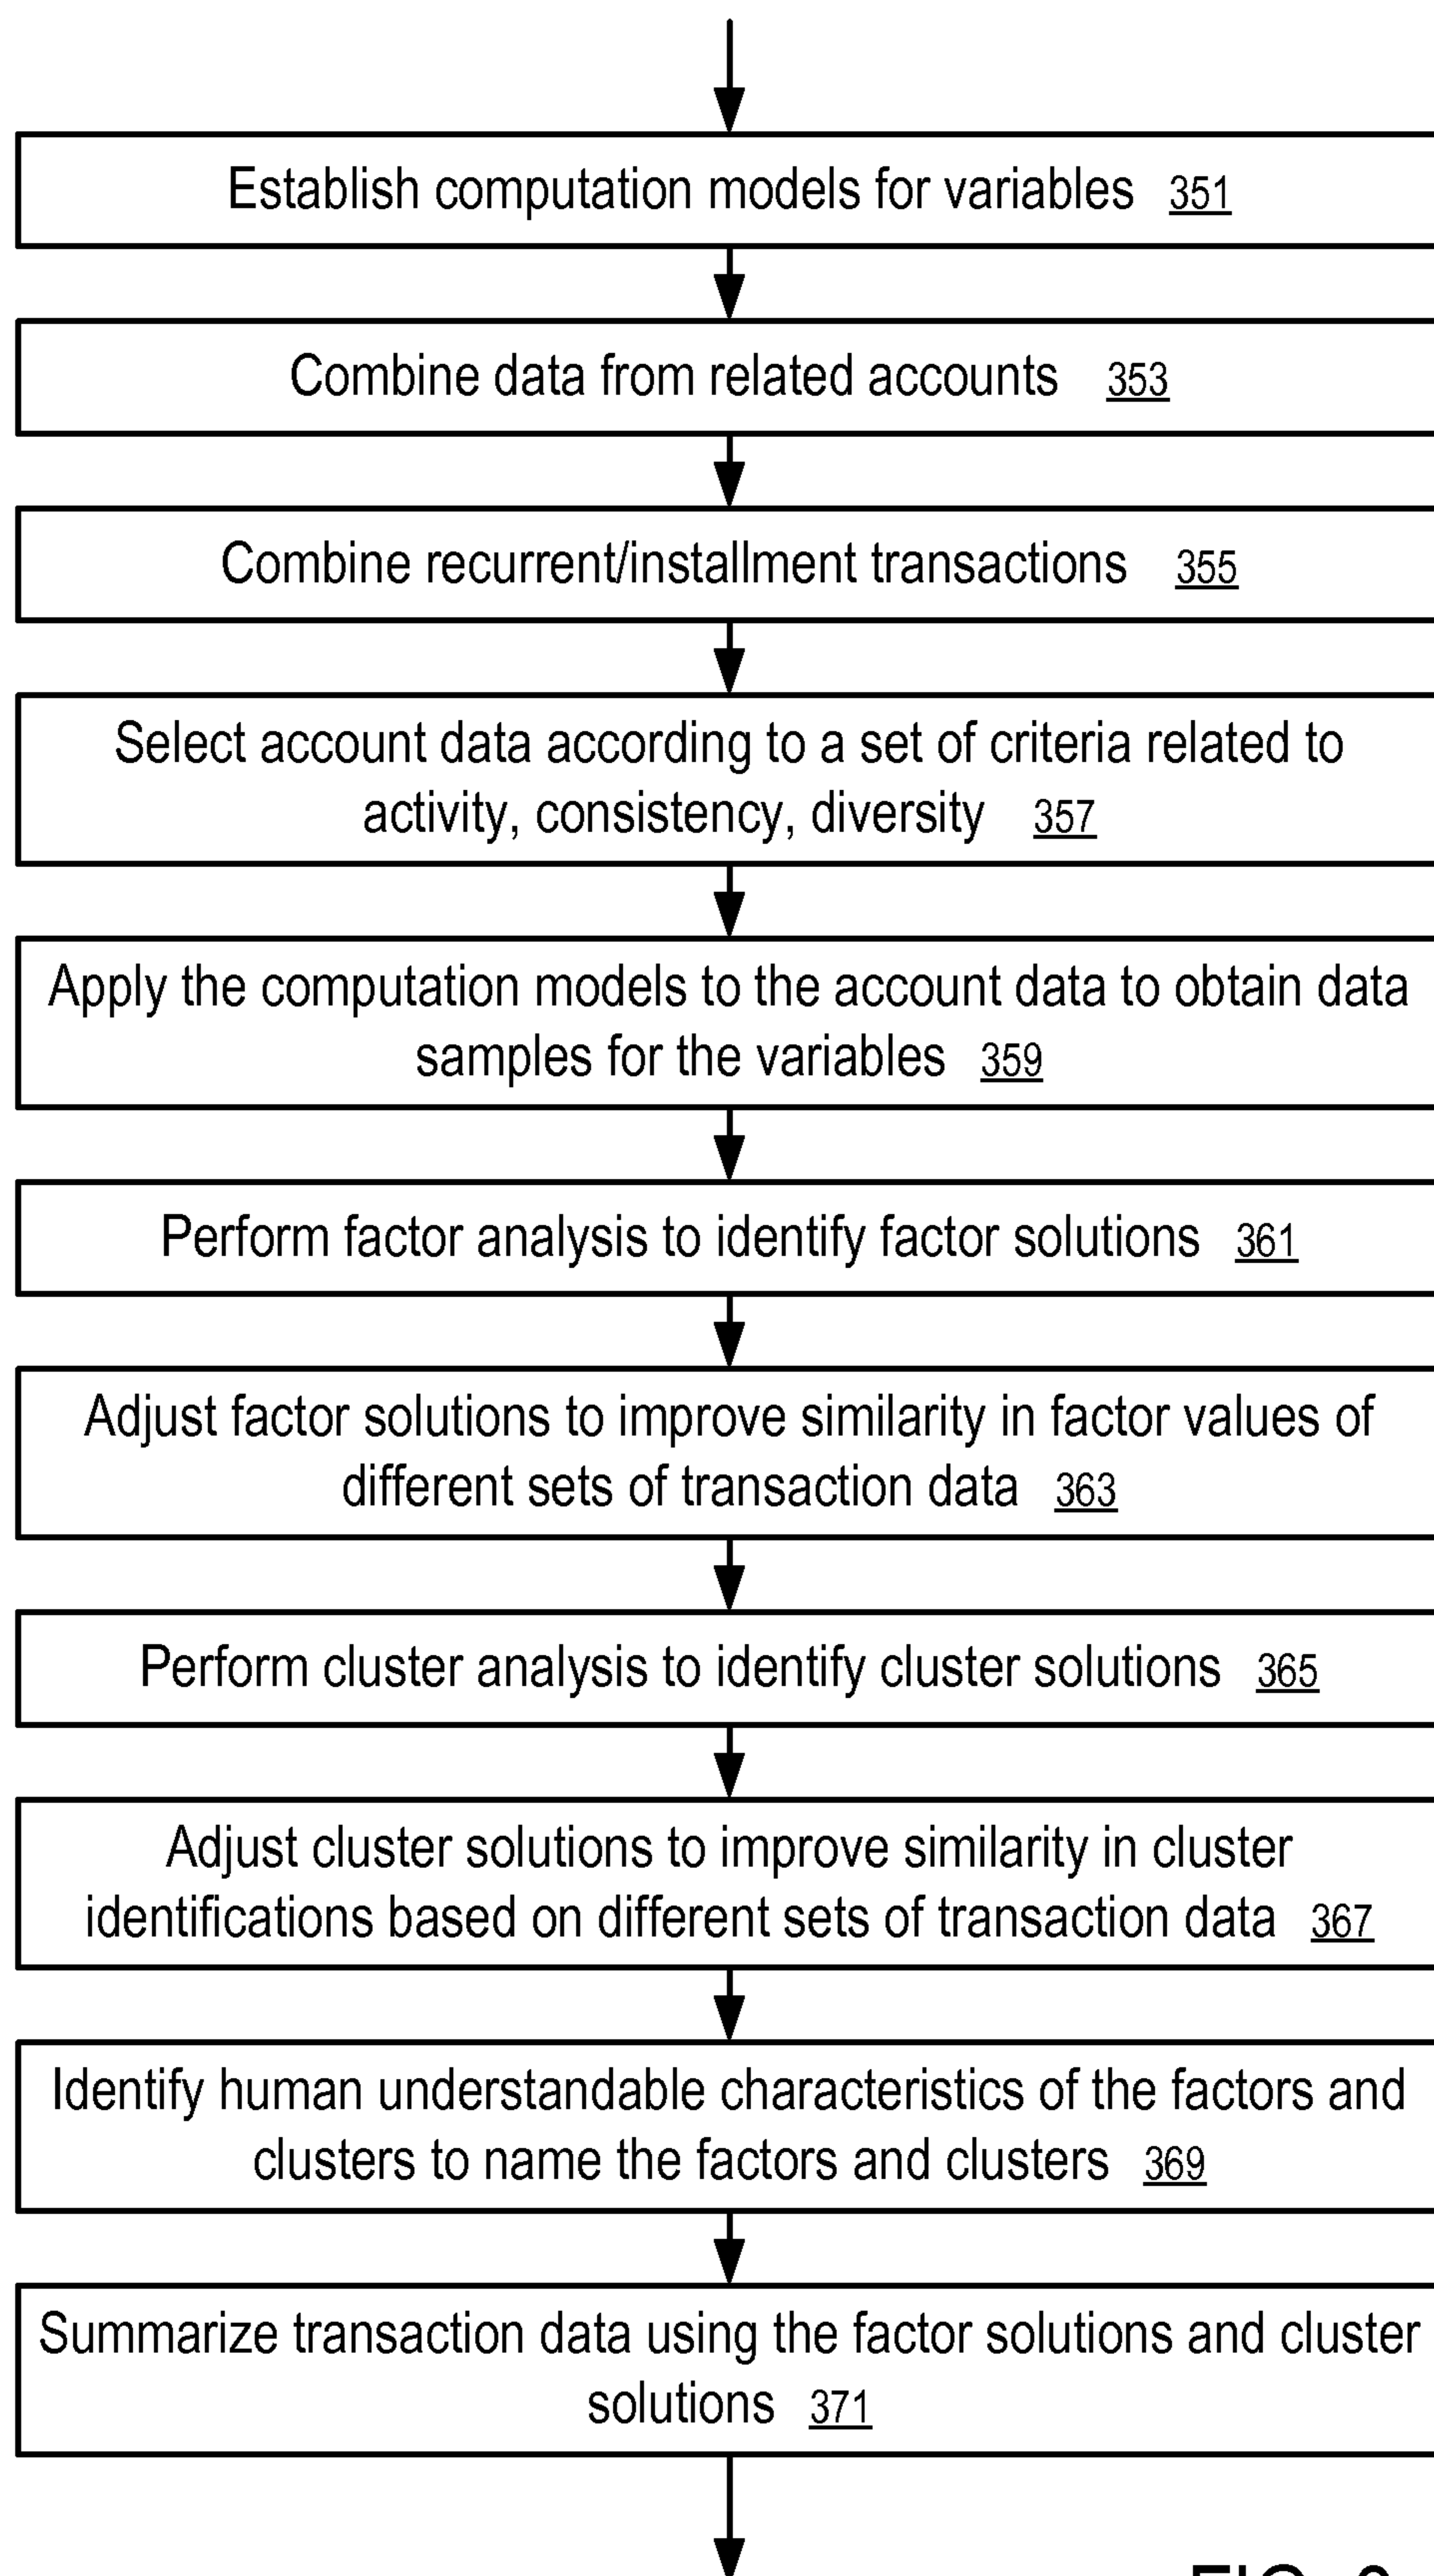 Establish computation models for variables 351
Combine data from related accounts 353
Combine recurrent/installment transactions 355
Select account data according to a set of criteria related to
activity, consistency, diversity 357
Apply the computation models to the account data to obtain data
samples for the variables 359
Perform factor analysis to identify factor solutions 361
Adjust factor solutions to improve similarity in factor values of
different sets of transaction data 363
Perform cluster analysis to identify cluster solutions 365
Adjust cluster solutions to improve similarity in cluster
identifications based on different sets of transaction data 367
Identify human understandable characteristics of the factors and
clusters to name the factors and clusters 369
Summarize transaction data using the factor solutions and cluster
solutions 371
FIG.